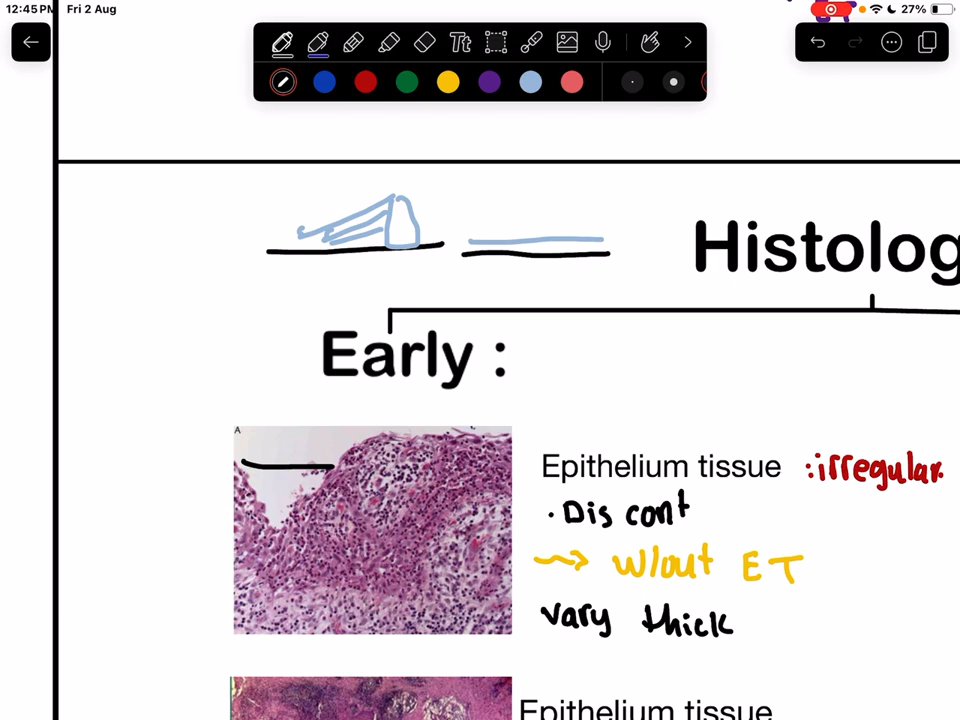 12:45 PM Fri 2 Aug
27%
Tt
Histolog
Early :
A
Epithelium tissue :irregular
· Dis cont
w/out ET
vary thick
Epithelium tissue